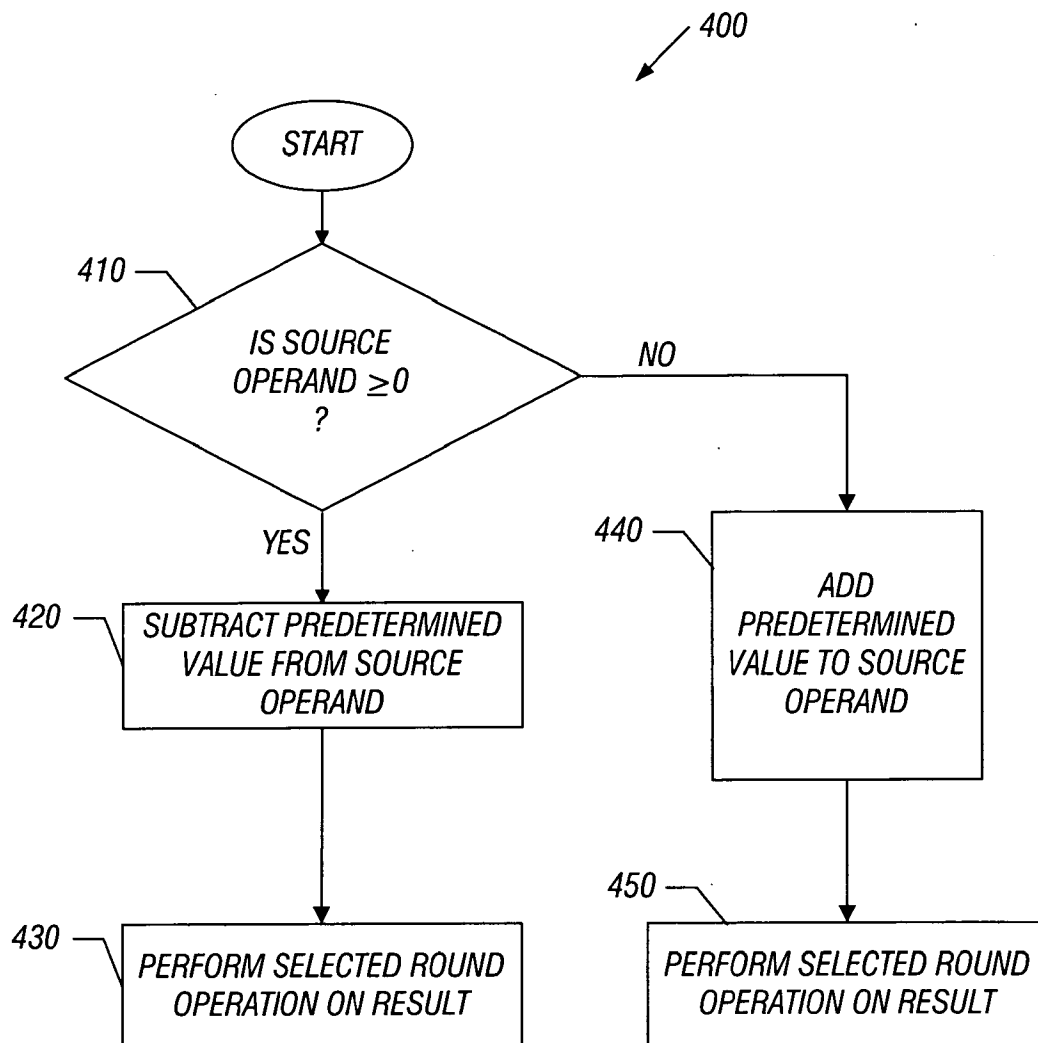 400
START
410
IS SOURCE
OPERAND ≥0
?
NO
YES
440
ADD
PREDETERMINED
VALUE TO SOURCE
OPERAND
420
SUBTRACT PREDETERMINED
VALUE FROM SOURCE
OPERAND
450
430
PERFORM SELECTED ROUND
OPERATION ON RESULT
PERFORM SELECTED ROUND
OPERATION ON RESULT